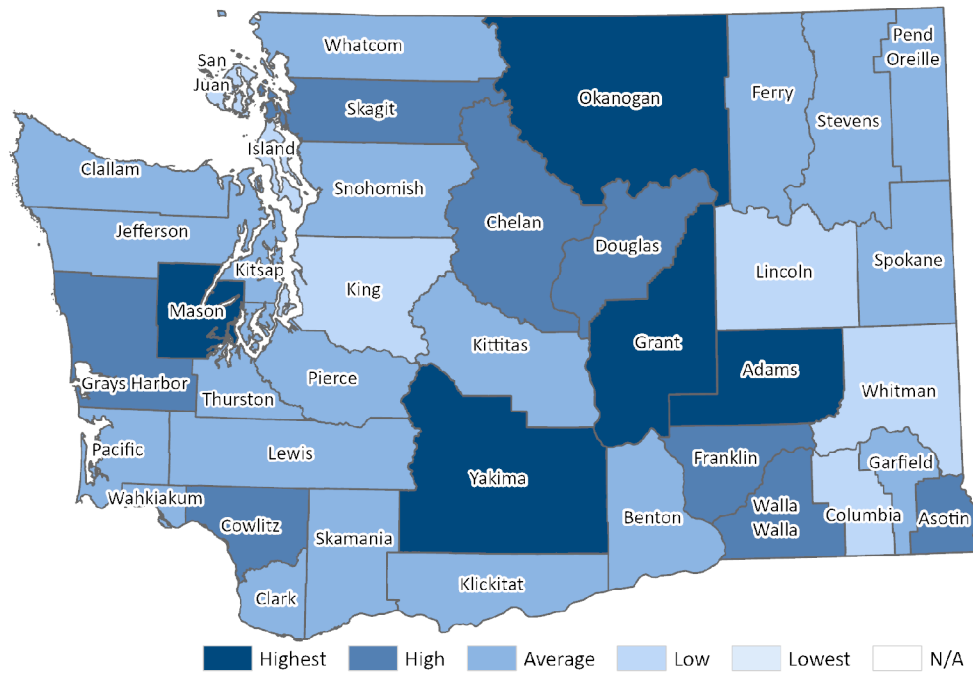 Whatcom
Pend
Oreille
San
Juan
Okanogan
Ferry
Skagit
Stevens
Island
Clallam
Snohomish
Chelan
Jefferson
Douglas
Spokane
Kitsap
Lincoln
King
Mason
Grant
Kittitas
Adams
Pierce
Grays Harbor
Whitman
Thurston
Pacific
Lewis
Franklin
Garfield
Yakima
Wahkiakum
Walla
Walla
Columbia
Asotin
Benton
Cowlitz
Skamania
Klickitat
Clark
Highest
High
Average
Low
Lowest
N/A